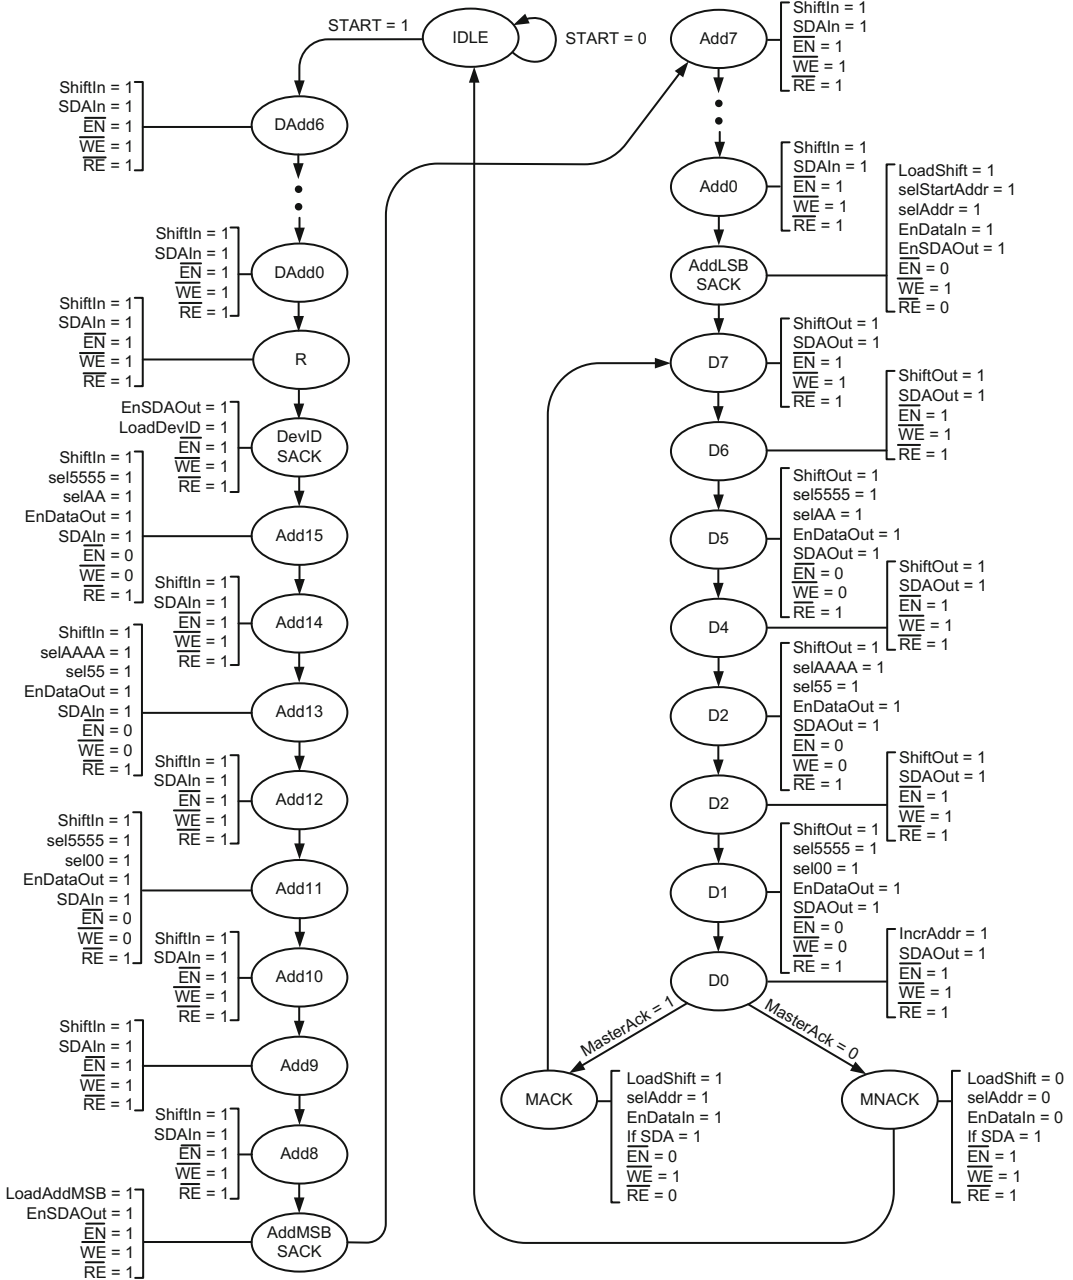 START = 1
IDLE
START = 0
ShiftIn = 1
SDAIn = 1
EN = 1
WE = 1
RE = 1
DAdd6
ShiftIn = 1
SDAIn = 1
EN = 1
WE = 1
RE = 1
DAdd0
ShiftIn = 1
SDAIn = 1
EN = 1
WE = 1
RE = 1
R
EnSDAOut = 1
LoadDevID = 1
EN = 1
WE = 1
RE = 1
DevID
SACK
ShiftIn = 1
sel5555 = 1
selAA = 1
EnDataOut = 1
SDAIn = 1
EN = 0
WE = 0
RE = 1
Add15
ShiftIn = 1
SDAIn = 1
EN = 1
WE = 1
RE = 1
Add14
ShiftIn = 1
selAAAA = 1
sel55 = 1
EnDataOut = 1
SDAIn = 1
EN = 0
WE = 0
RE = 1
Add13
ShiftIn = 1
SDAIn = 1
EN = 1
WE = 1
RE = 1
Add12
ShiftIn = 1
sel5555 = 1
sel00 = 1
EnDataOut = 1
SDAIn = 1
EN = 0
WE = 0
RE = 1
Add11
ShiftIn = 1
SDAIn = 1
EN = 1
WE = 1
RE = 1
Add10
ShiftIn = 1
SDAIn = 1
EN = 1
WE = 1
RE = 1
Add9
ShiftIn = 1
SDAIn = 1
EN = 1
WE = 1
RE = 1
Add8
LoadAddMSB = 1
EnSDAOut = 1
EN = 1
WE = 1
RE = 1
AddMSB
SACK
Add7
ShiftIn = 1
SDAIn = 1
EN = 1
WE = 1
RE = 1
Add0
ShiftIn = 1
SDAIn = 1
EN = 1
WE = 1
RE = 1
AddLSB
SACK
LoadShift = 1
selStartAddr = 1
selAddr = 1
EnDataIn = 1
EnSDAOut = 1
EN = 0
WE = 1
RE = 0
D7
ShiftOut = 1
SDAOut = 1
EN = 1
WE = 1
RE = 1
D6
ShiftOut = 1
SDAOut = 1
EN = 1
WE = 1
RE = 1
D5
ShiftOut = 1
sel5555 = 1
selAA = 1
EnDataOut = 1
SDAOut = 1
EN = 0
WE = 0
RE = 1
D4
ShiftOut = 1
SDAOut = 1
EN = 1
WE = 1
RE = 1
D2
ShiftOut = 1
selAAAA = 1
sel55 = 1
EnDataOut = 1
SDAOut = 1
EN = 0
WE = 0
RE = 1
D2
ShiftOut = 1
SDAOut = 1
EN = 1
WE = 1
RE = 1
D1
ShiftOut = 1
sel5555 = 1
sel00 = 1
EnDataOut = 1
SDAOut = 1
EN = 0
WE = 0
RE = 1
D0
IncrAddr = 1
SDAOut = 1
EN = 1
WE = 1
RE = 1
MasterAck = 1
MasterAck = 0
MACK
LoadShift = 1
selAddr = 1
EnDataIn = 1
If SDA = 1
EN = 0
WE = 1
RE = 0
MNACK
LoadShift = 0
selAddr = 0
EnDataIn = 0
If SDA = 1
EN = 1
WE = 1
RE = 1